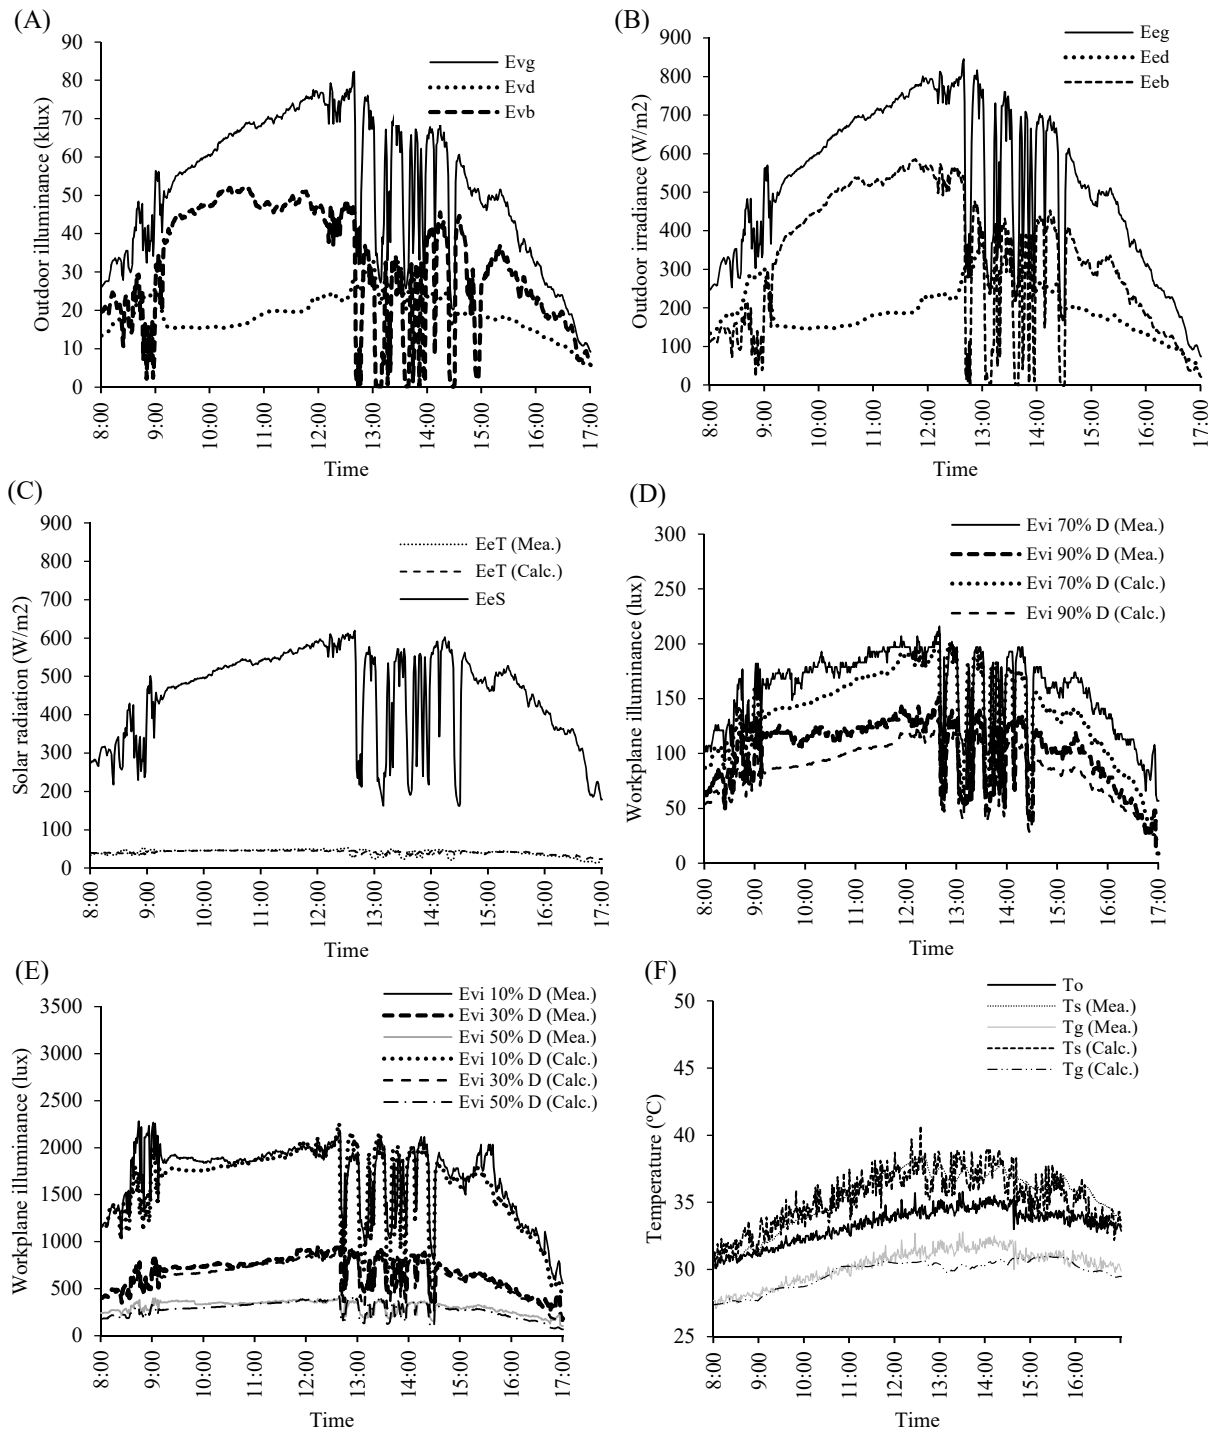 (A)
Outdoor illuminance (klux)
90
80
70
60
50
40
30
20
10
0
Evg
Evd
Evb
8:00
9:00
10:00
11:00
12:00
13:00
14:00
15:00
16:00
17:00
Time
(B)
Outdoor irradiance (W/m2)
900
800
700
600
500
400
300
200
100
0
Eeg
Eed
Eeb
8:00
9:00
10:00
11:00
12:00
13:00
14:00
15:00
16:00
17:00
Time
(C)
Solar radiation (W/m2)
900
800
700
600
500
400
300
200
100
0
EeT (Mea.)
EeT (Calc.)
EeS
8:00
9:00
10:00
11:00
12:00
13:00
14:00
15:00
16:00
17:00
Time
(D)
Workplane illuminance (lux)
300
250
200
150
100
50
0
Evi 70% D (Mea.)
Evi 90% D (Mea.)
Evi 70% D (Calc.)
Evi 90% D (Calc.)
8:00
9:00
10:00
11:00
12:00
13:00
14:00
15:00
16:00
17:00
Time
(E)
Workplane illuminance (lux)
3500
3000
2500
2000
1500
1000
500
0
Evi 10% D (Mea.)
Evi 30% D (Mea.)
Evi 50% D (Mea.)
Evi 10% D (Calc.)
Evi 30% D (Calc.)
Evi 50% D (Calc.)
8:00
9:00
10:00
11:00
12:00
13:00
14:00
15:00
16:00
17:00
Time
(F)
Temperature (ºC)
50
45
40
35
30
25
To
Ts (Mea.)
Tg (Mea.)
Ts (Calc.)
Tg (Calc.)
8:00
9:00
10:00
11:00
12:00
13:00
14:00
15:00
16:00
Time